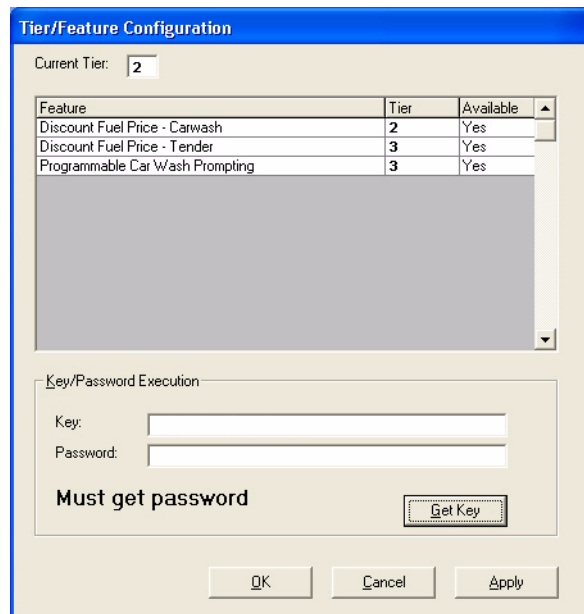 Tier/Feature Configuration
Current Tier: 2
Feature Tier Available
Discount Fuel Price - Carwash 2 Yes
Discount Fuel Price - Tender 3 Yes
Programmable Car Wash Prompting 3 Yes
Key/Password Execution
Key:
Password:
Must get password
Get Key
OK Cancel Apply